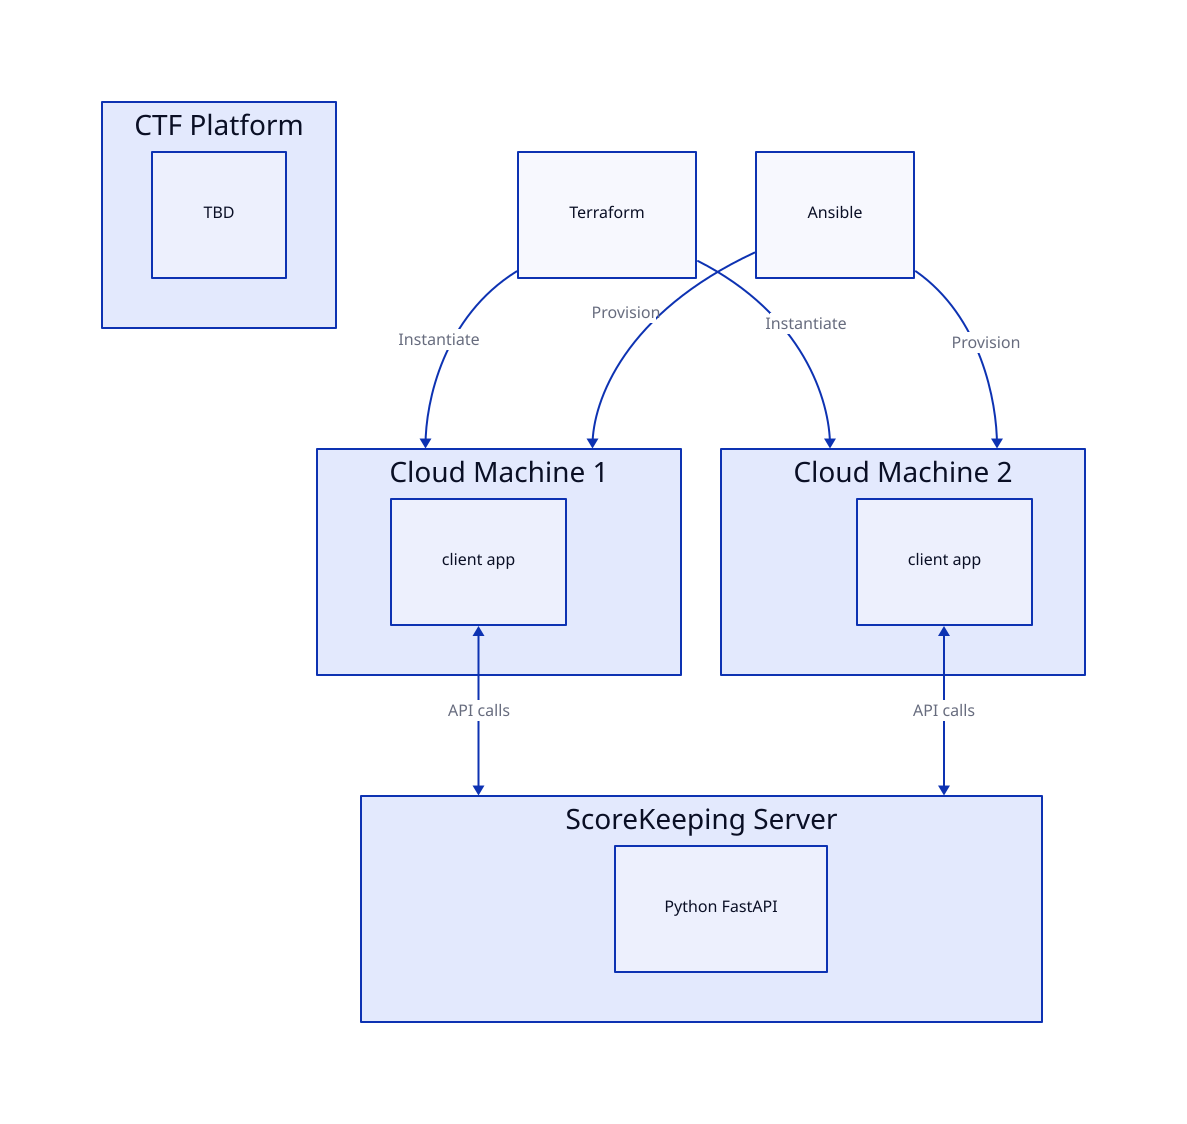 CTF Platform
TBD
Terraform
Ansible
Provision
Instantiate
Instantiate
Provision
Cloud Machine 1
Cloud Machine 2
client app
client app
API calls
API calls
ScoreKeeping Server
Python FastAPI